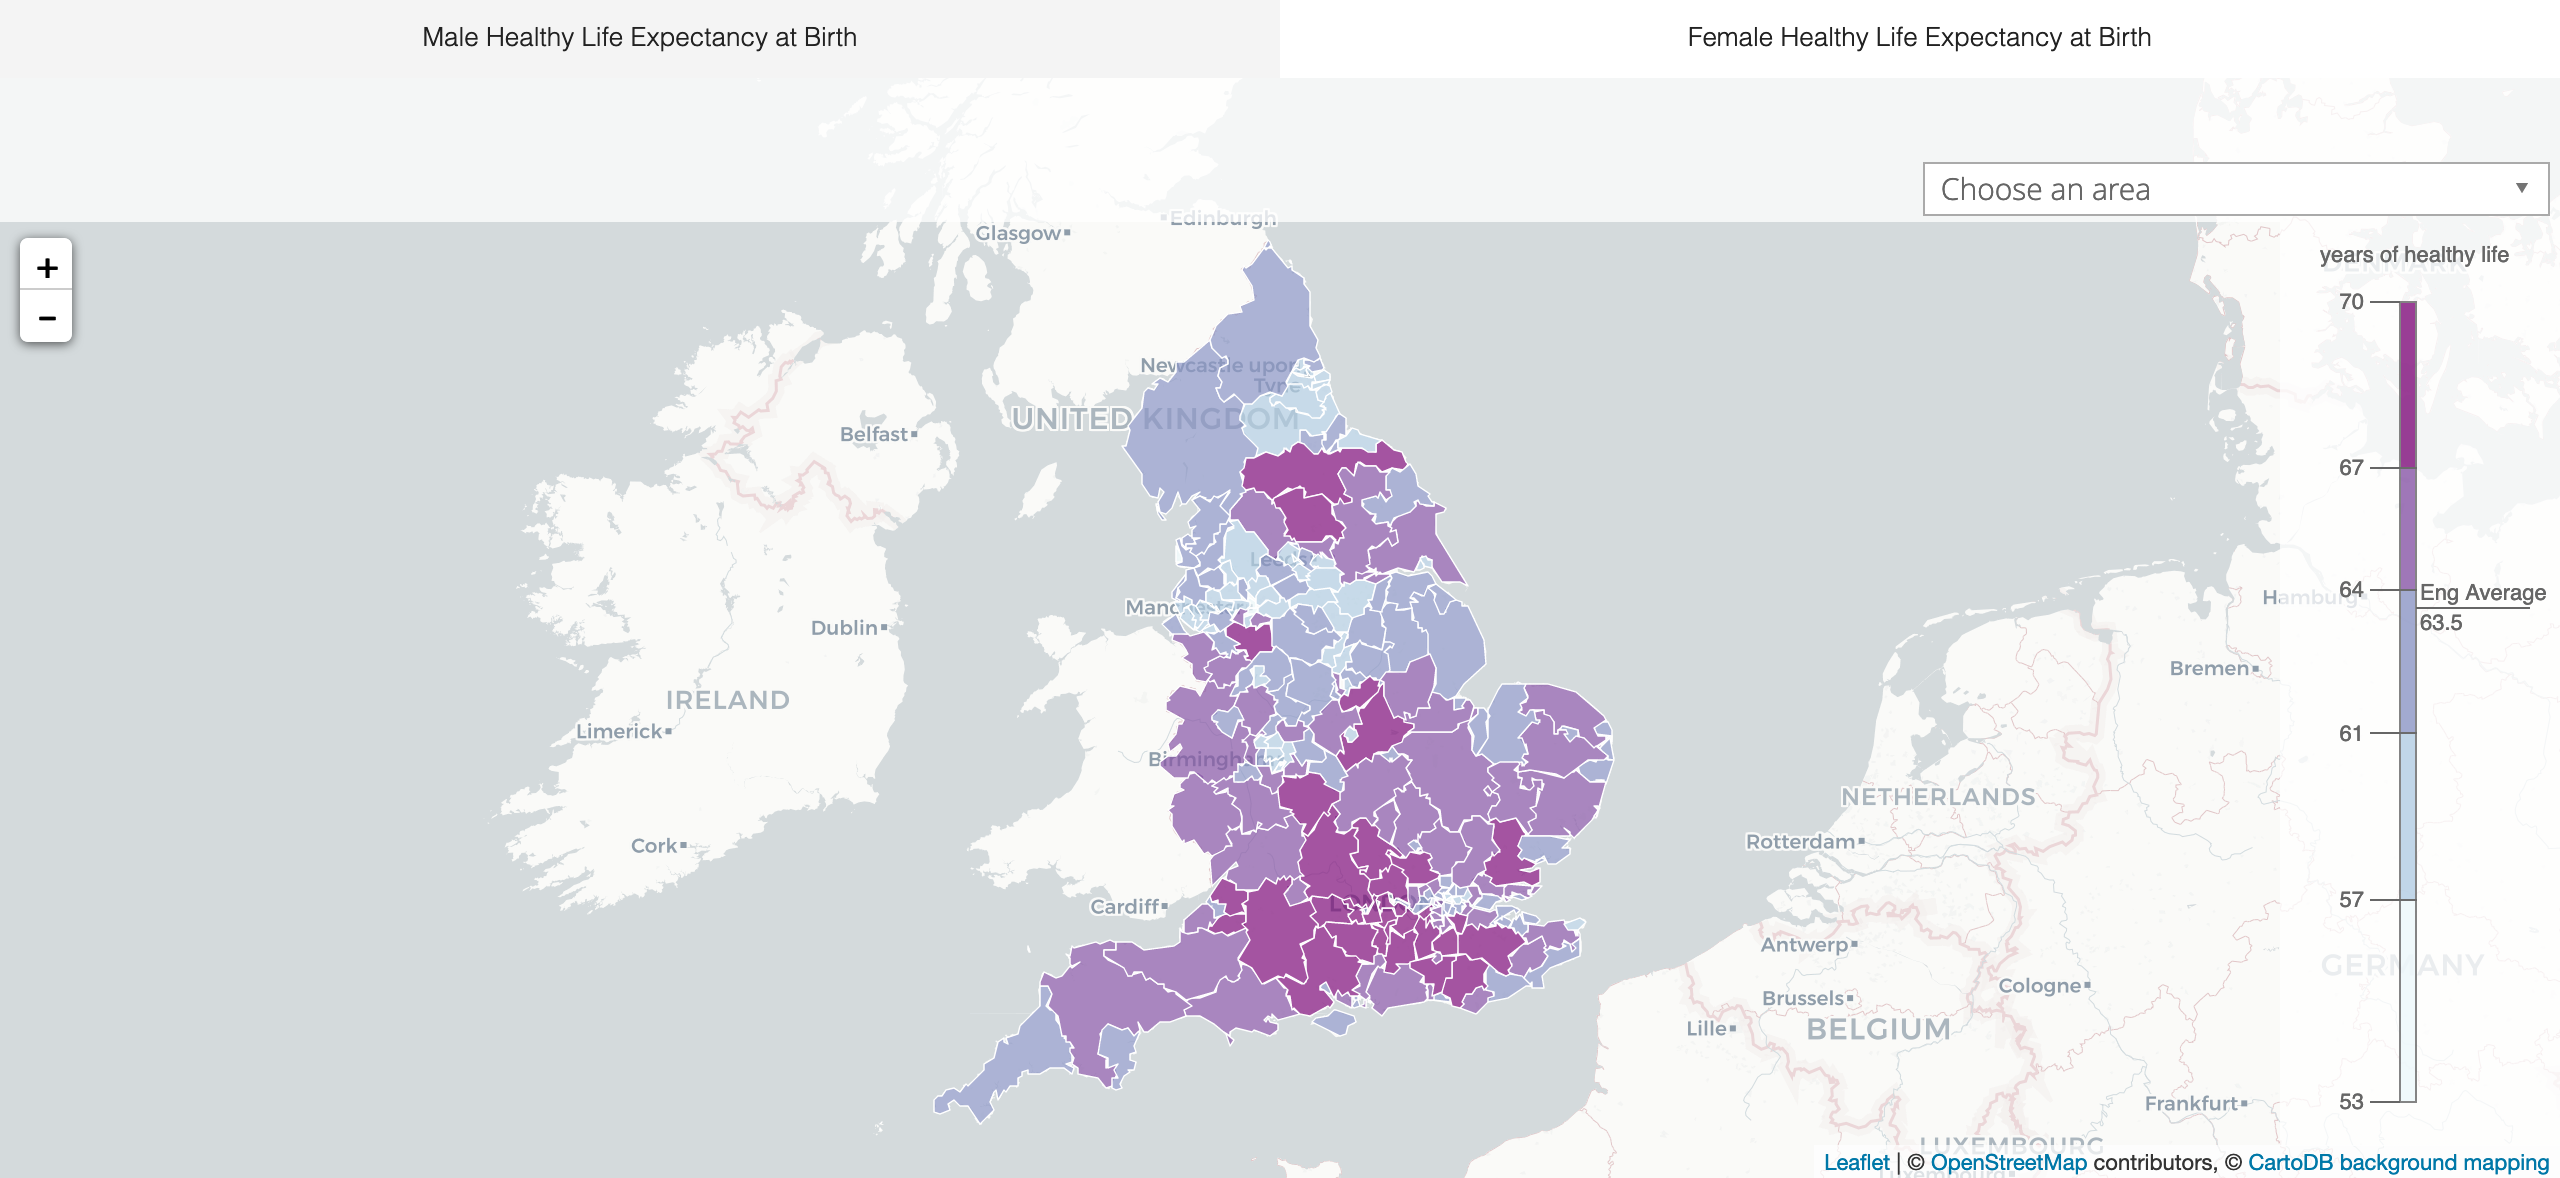 Male Healthy Life Expectancy at Birth
Female Healthy Life Expectancy at Birth
Choose an area
+
−
Edinburgh
Glasgow
years of healthy life
DENMARK
70
Newcastle upon
Tyne
UNITED KINGDOM
Belfast
67
Leeds
Manchester
64
Eng Average
63.5
Hamburg
Dublin
Bremen
IRELAND
Limerick
61
Birmingham
NETHERLANDS
Rotterdam
Cork
57
Cardiff
Antwerp
GERMANY
Cologne
Brussels
Lille
BELGIUM
Frankfurt
53
LUXEMBOURG
Leaflet | © OpenStreetMap contributors, © CartoDB background mapping
Luxembourg